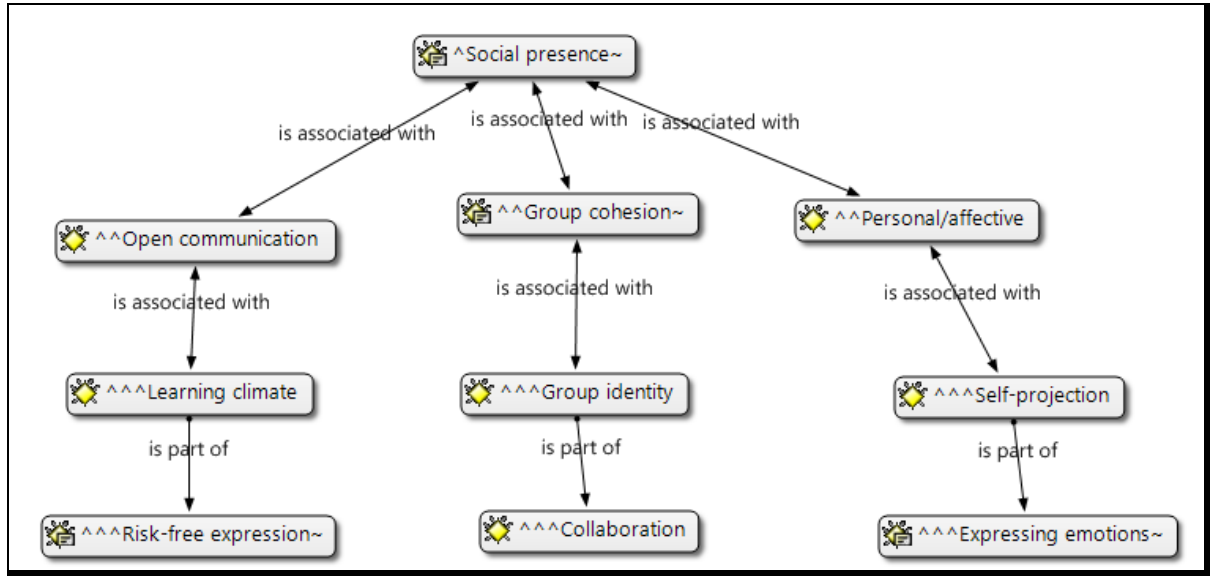 ^Social presence~
is associated with
is associated with
is associated with
^^Open communication
^^Group cohesion~
^^Personal/affective
is associated with
is associated with
is associated with
^^^Learning climate
^^^Group identity
^^^Self-projection
is part of
is part of
is part of
^^^Risk-free expression~
^^^Collaboration
^^^Expressing emotions~